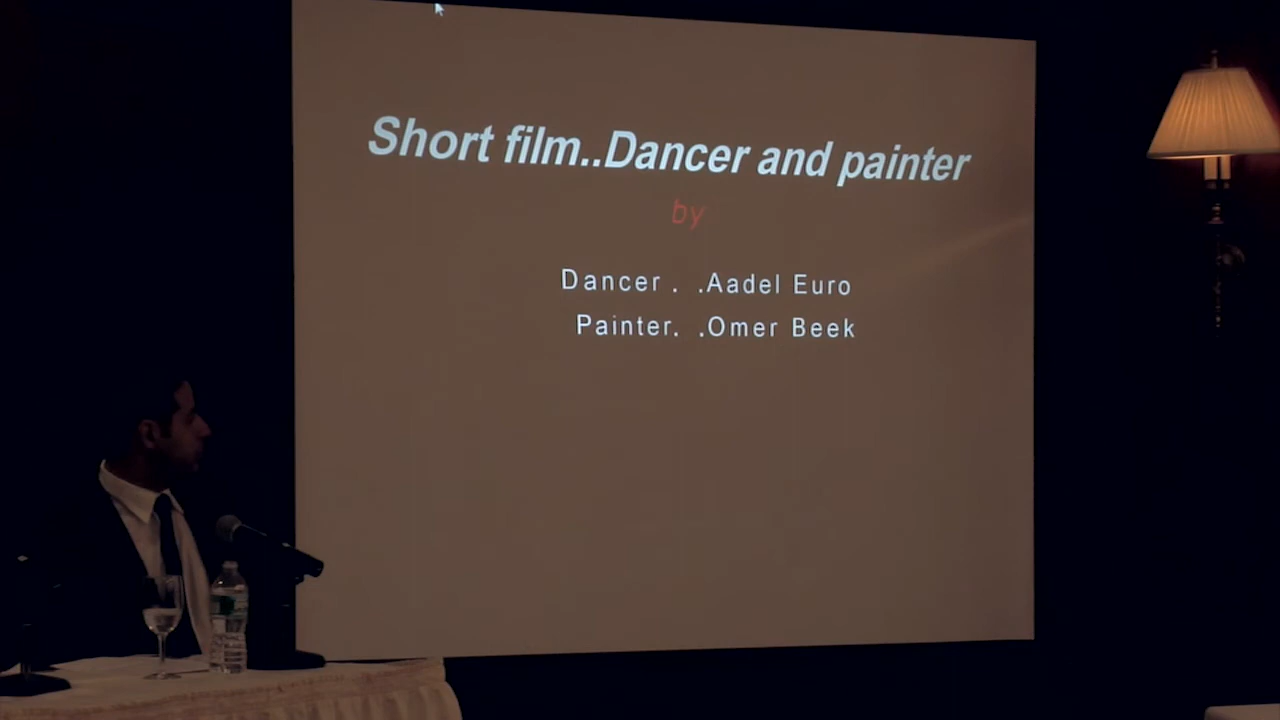 Short film..Dancer and painter
by
Dancer . .Aadel Euro
Painter. .Omer Beek